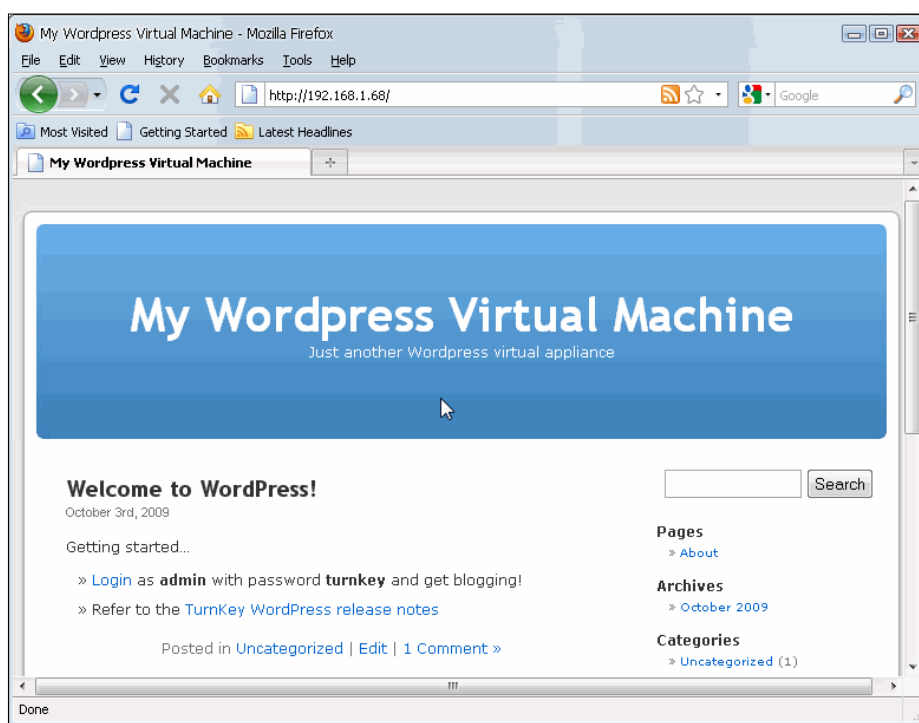 My Wordpress Virtual Machine - Mozilla Firefox
File Edit View History Bookmarks Tools Help
http://192.168.1.68/ Google
Most Visited Getting Started Latest Headlines
My Wordpress Virtual Machine
My Wordpress Virtual Machine
Just another Wordpress virtual appliance
Welcome to WordPress!
October 3rd, 2009
Getting started...
» Login as admin with password turnkey and get blogging!
» Refer to the TurnKey WordPress release notes
Posted in Uncategorized | Edit | 1 Comment »
Search
Pages
» About
Archives
» October 2009
Categories
» Uncategorized (1)
Done